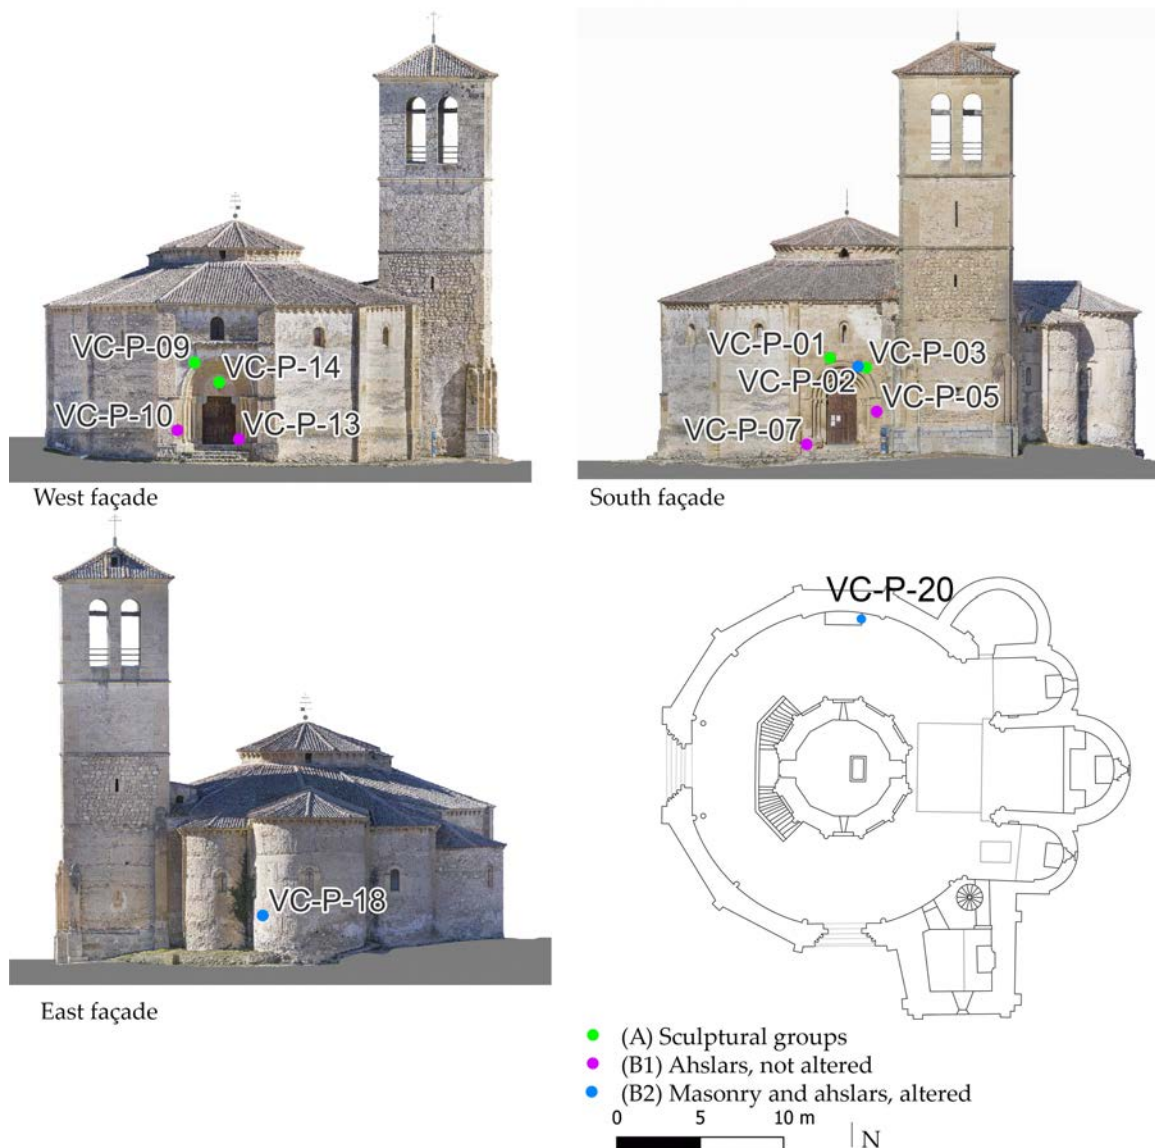 VC-P-09
VC-P-14
VC-P-10
VC-P-13
West façade
VC-P-01
VC-P-03
VC-P-02
VC-P-05
VC-P-07
South façade
VC-P-18
East façade
VC-P-20
(A) Sculptural groups
(B1) Ahslars, not altered
(B2) Masonry and ahslars, altered
0 5 10 m
N